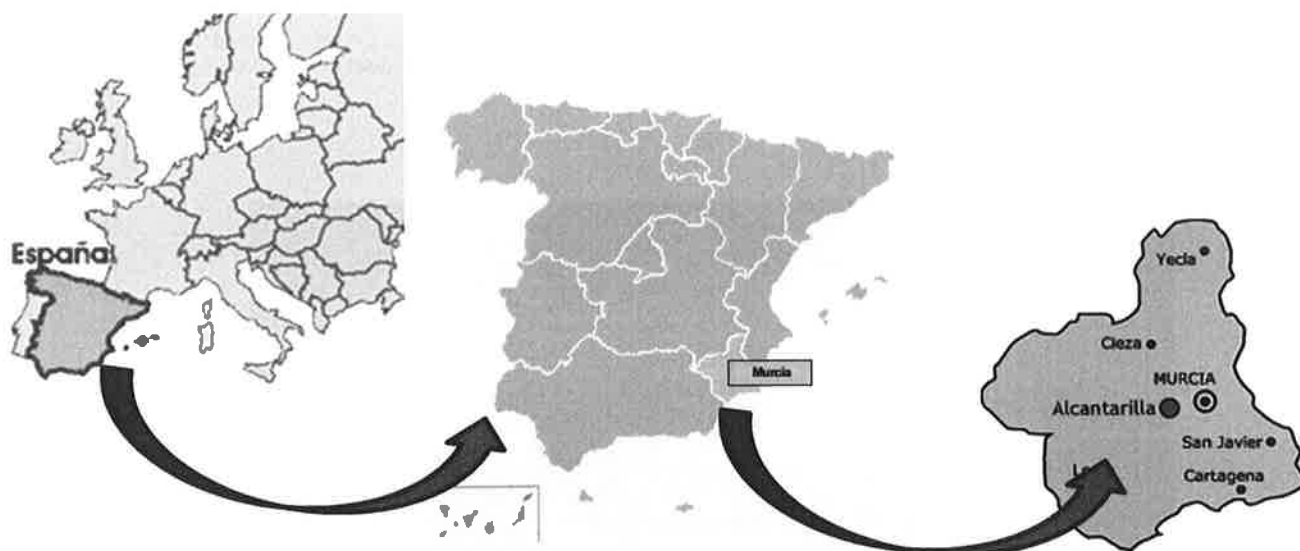 España
Murcia
Yecla
Cieza
MURCIA
Alcantarilla
San Javier
Cartagena